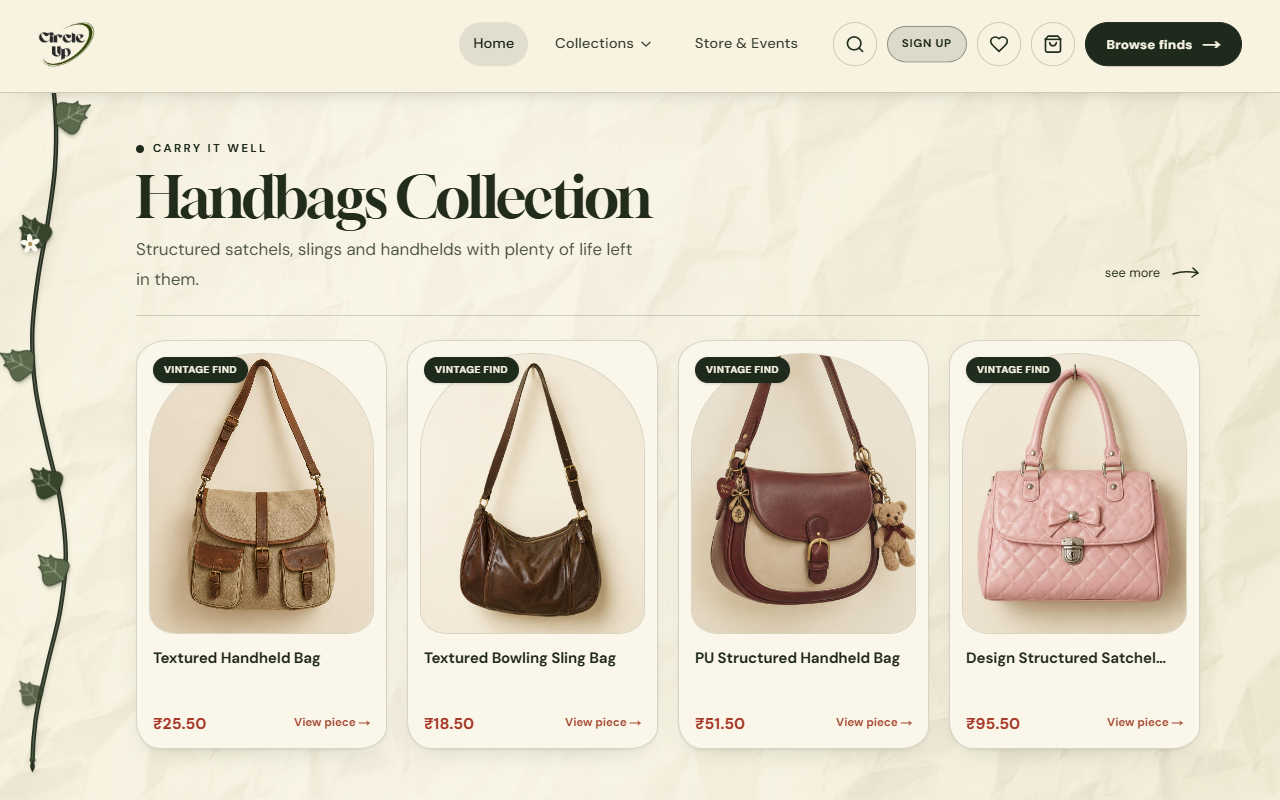 Circle
Up
Home
Collections
Store & Events
SIGN UP
Browse finds →
CARRY IT WELL
Handbags Collection
Structured satchels, slings and handhelds with plenty of life left
in them.
see more
VINTAGE FIND
VINTAGE FIND
VINTAGE FIND
VINTAGE FIND
Textured Handheld Bag
Textured Bowling Sling Bag
PU Structured Handheld Bag
Design Structured Satchel...
₹25.50
View piece →
₹18.50
View piece →
₹51.50
View piece →
₹95.50
View piece →